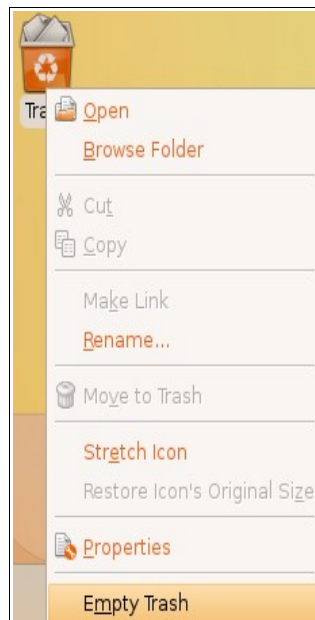 Open
Browse Folder
Cut
Copy
Make Link
Rename...
Move to Trash
Stretch Icon
Restore Icon's Original Size
Properties
Empty Trash